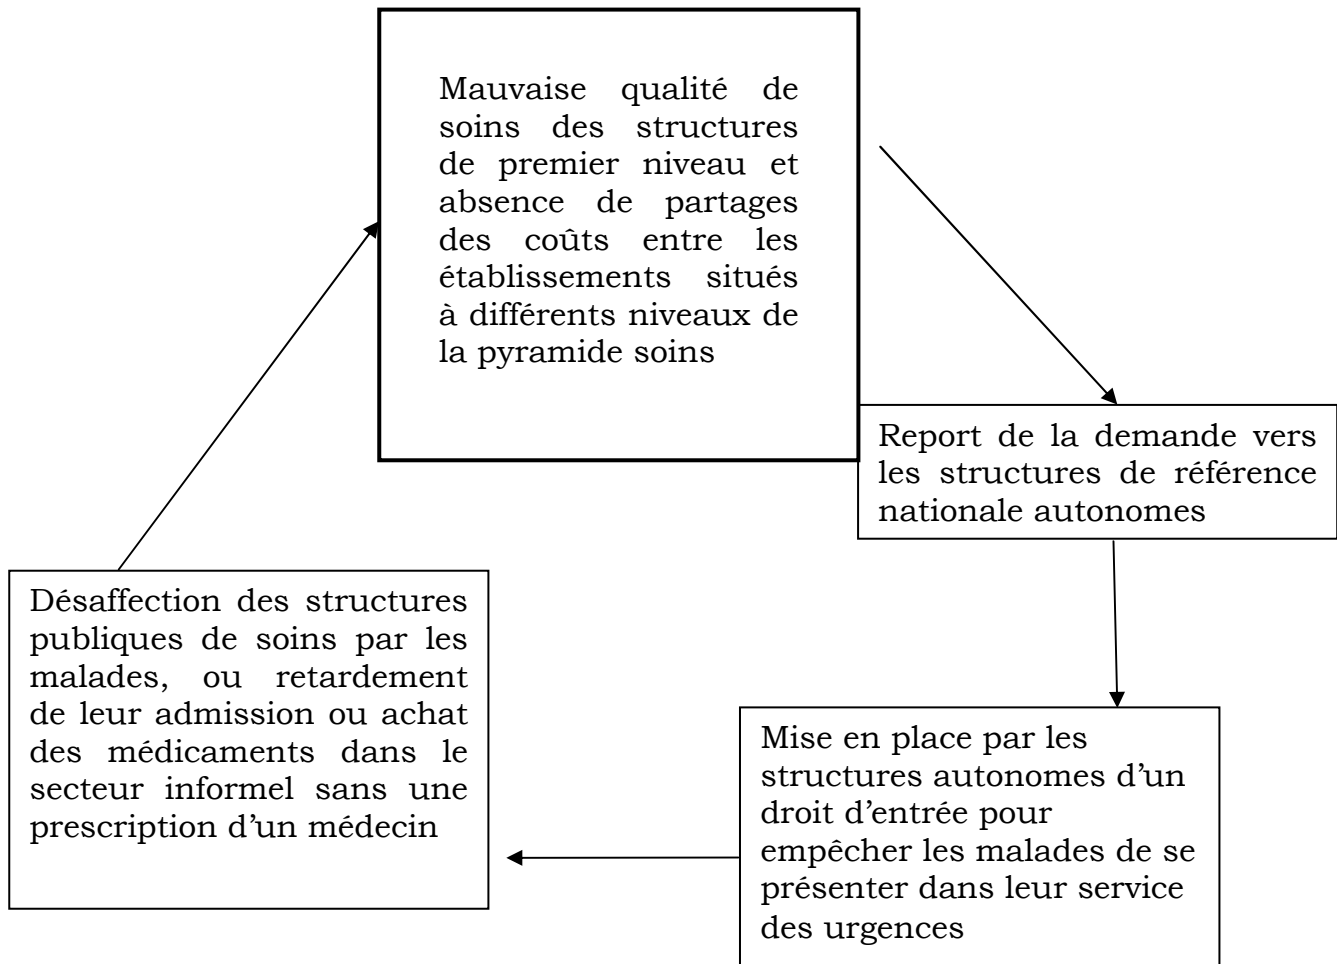 Mauvaise qualité de
soins des structures
de premier niveau et
absence de partages
des coûts entre les
établissements situés
à différents niveaux de
la pyramide soins
Report de la demande vers
les structures de référence
nationale autonomes
Désaffection des structures
publiques de soins par les
malades, ou retardement
de leur admission ou achat
des médicaments dans le
secteur informel sans une
prescription d’un médecin
Mise en place par les
structures autonomes d’un
droit d’entrée pour
empêcher les malades de se
présenter dans leur service
des urgences